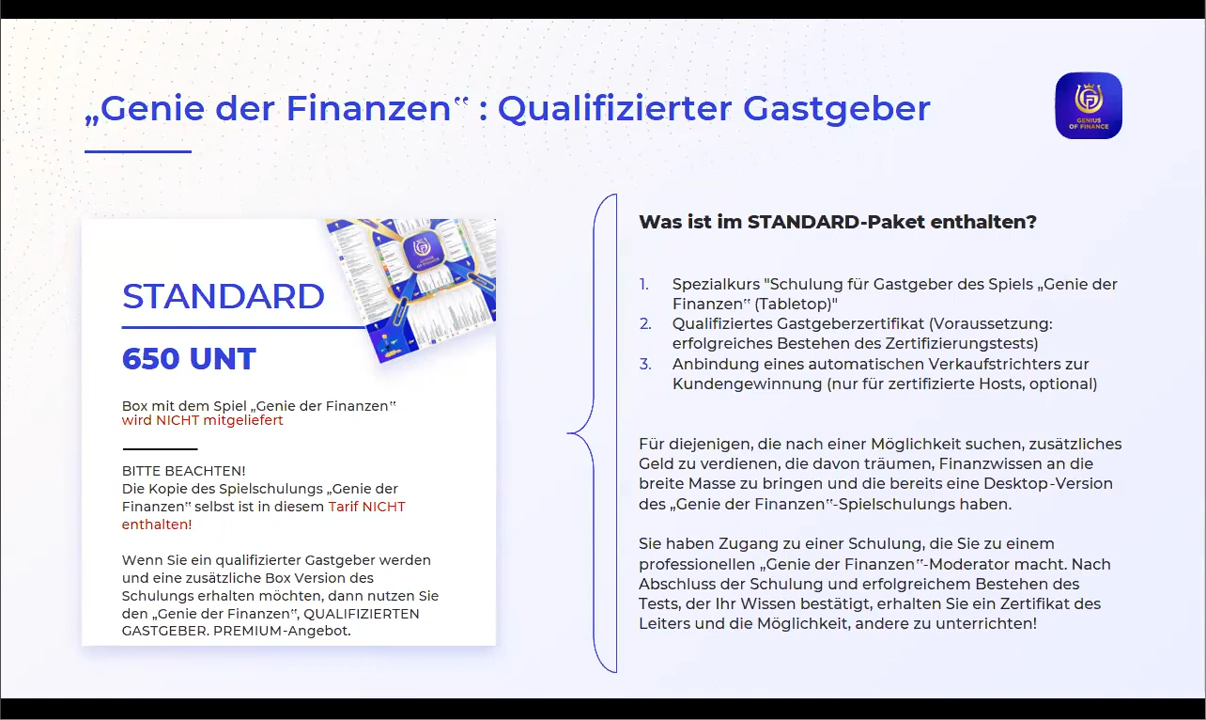 „Genie der Finanzen“ : Qualifizierter Gastgeber
GENIUS
OF FINANCE
STANDARD
650 UNT
Box mit dem Spiel „Genie der Finanzen“
wird NICHT mitgeliefert
BITTE BEACHTEN!
Die Kopie des Spielschulungs „Genie der
Finanzen“ selbst ist in diesem Tarif NICHT
enthalten!
Wenn Sie ein qualifizierter Gastgeber werden
und eine zusätzliche Box Version des
Schulungs erhalten möchten, dann nutzen Sie
den „Genie der Finanzen“, QUALIFIZIERTEN
GASTGEBER. PREMIUM-Angebot.
Was ist im STANDARD-Paket enthalten?
1. Spezialkurs "Schulung für Gastgeber des Spiels „Genie der
Finanzen“ (Tabletop)"
2. Qualifiziertes Gastgeberzertifikat (Voraussetzung:
erfolgreiches Bestehen des Zertifizierungstests)
3. Anbindung eines automatischen Verkaufstrichters zur
Kundengewinnung (nur für zertifizierte Hosts, optional)
Für diejenigen, die nach einer Möglichkeit suchen, zusätzliches
Geld zu verdienen, die davon träumen, Finanzwissen an die
breite Masse zu bringen und die bereits eine Desktop-Version
des „Genie der Finanzen“-Spielschulungs haben.
Sie haben Zugang zu einer Schulung, die Sie zu einem
professionellen „Genie der Finanzen“-Moderator macht. Nach
Abschluss der Schulung und erfolgreichem Bestehen des
Tests, der Ihr Wissen bestätigt, erhalten Sie ein Zertifikat des
Leiters und die Möglichkeit, andere zu unterrichten!